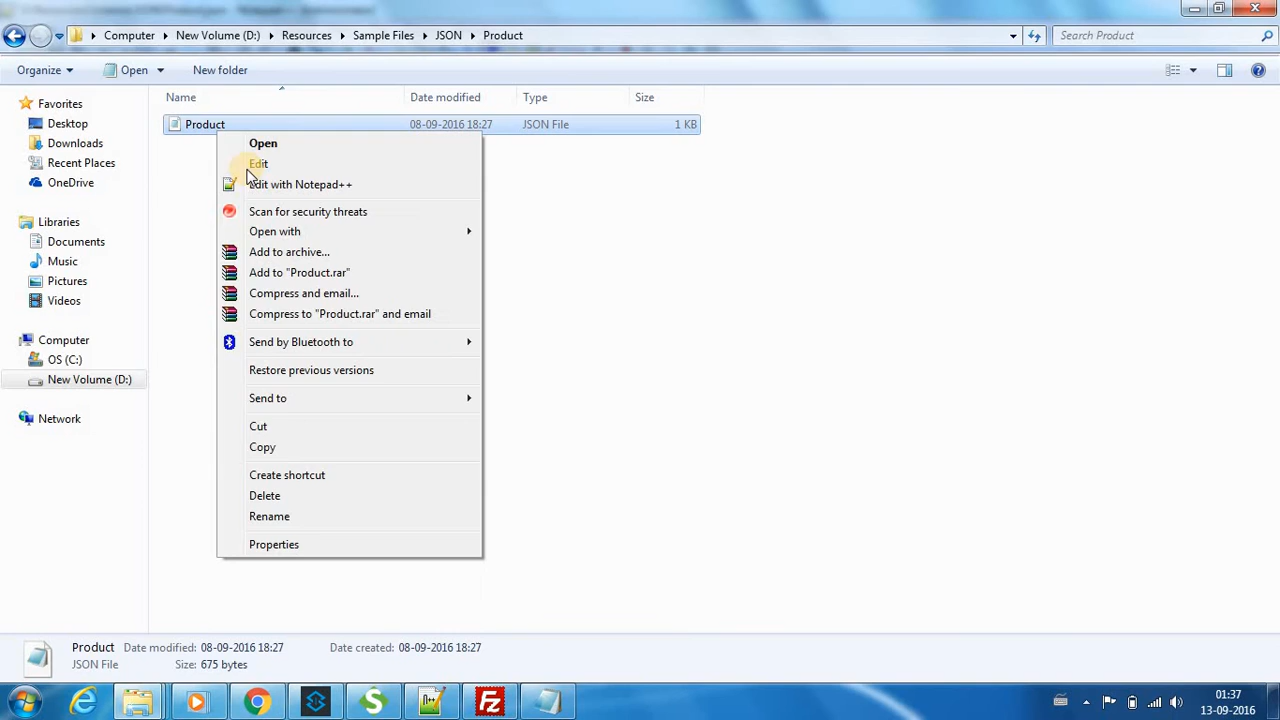 Computer ▸ New Volume (D:) ▸ Resources ▸ Sample Files ▸ JSON ▸ Product
Search Product
Organize Open New folder
Name Date modified Type Size
Product 08-09-2016 18:27 JSON File 1 KB
Favorites
Desktop
Downloads
Recent Places
OneDrive
Libraries
Documents
Music
Pictures
Videos
Computer
OS (C:)
New Volume (D:)
Network
Open
Edit
Edit with Notepad++
Scan for security threats
Open with
Add to archive...
Add to "Product.rar"
Compress and email...
Compress to "Product.rar" and email
Send by Bluetooth to
Restore previous versions
Send to
Cut
Copy
Create shortcut
Delete
Rename
Properties
Product Date modified: 08-09-2016 18:27 Date created: 08-09-2016 18:27
JSON File Size: 675 bytes
01:37
13-09-2016